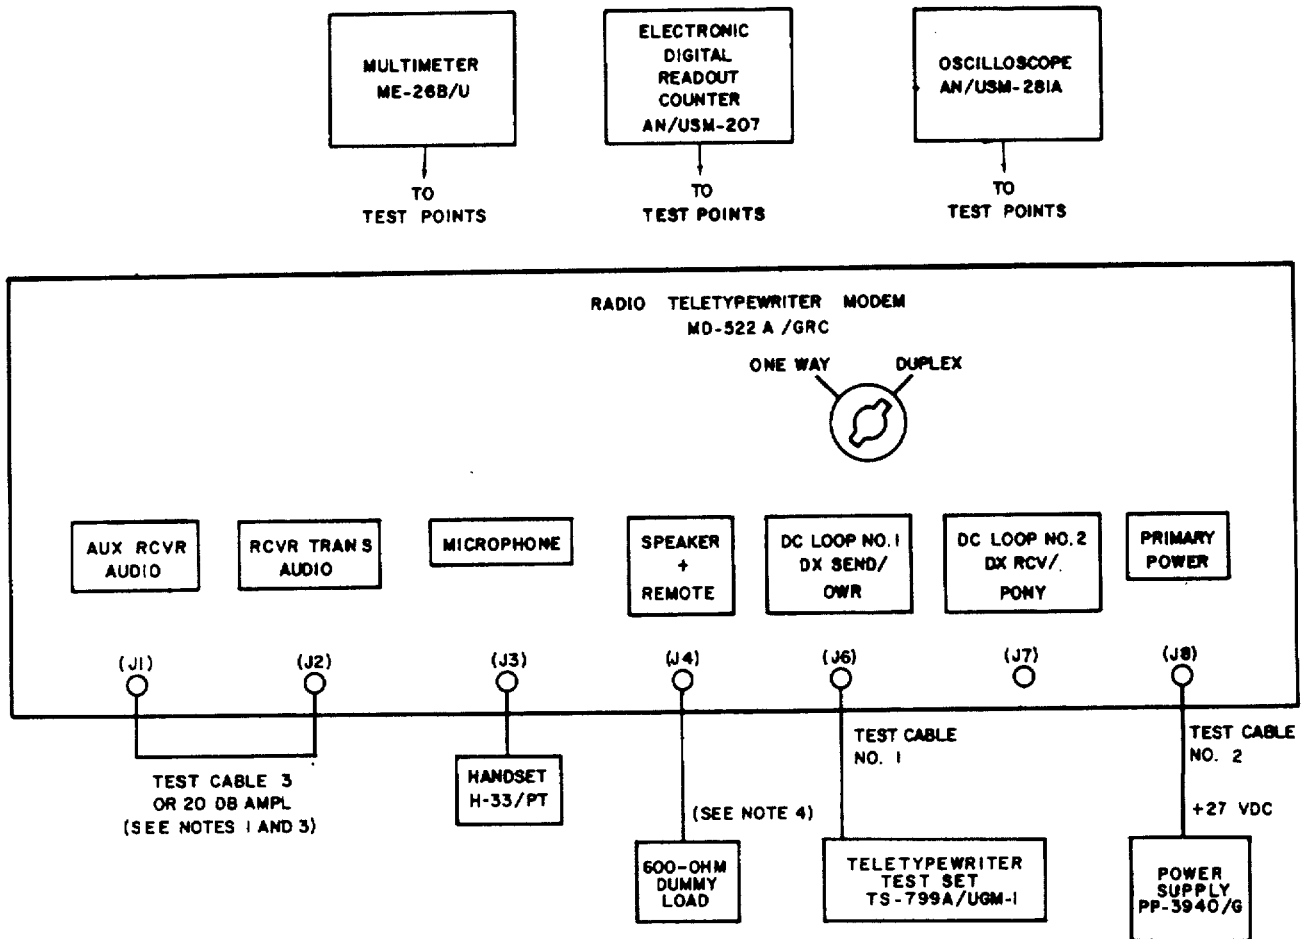 MULTIMETER
ME-26B/U
ELECTRONIC
DIGITAL
READOUT
COUNTER
AN/USM-207
OSCILLOSCOPE
AN/USM-281A
TO
TEST POINTS
TO
TEST POINTS
TO
TEST POINTS
RADIO TELETYPEWRITER MODEM
MD-522 A /GRC
ONE WAY
DUPLEX
AUX RCVR
AUDIO
RCVR TRANS
AUDIO
MICROPHONE
SPEAKER
+
REMOTE
DC LOOP NO. 1
DX SEND/
OWR
DC LOOP NO. 2
DX RCV/
PONY
PRIMARY
POWER
(J1)
(J2)
(J3)
(J4)
(J6)
(J7)
(J8)
TEST CABLE 3
OR 20 DB AMPL
(SEE NOTES 1 AND 3)
HANDSET
H-33/PT
(SEE NOTE 4)
600-OHM
DUMMY
LOAD
TEST CABLE
NO. 1
TELETYPEWRITER
TEST SET
TS-799A/UGM-1
TEST CABLE
NO. 2
+27 VDC
POWER
SUPPLY
PP-3940/G